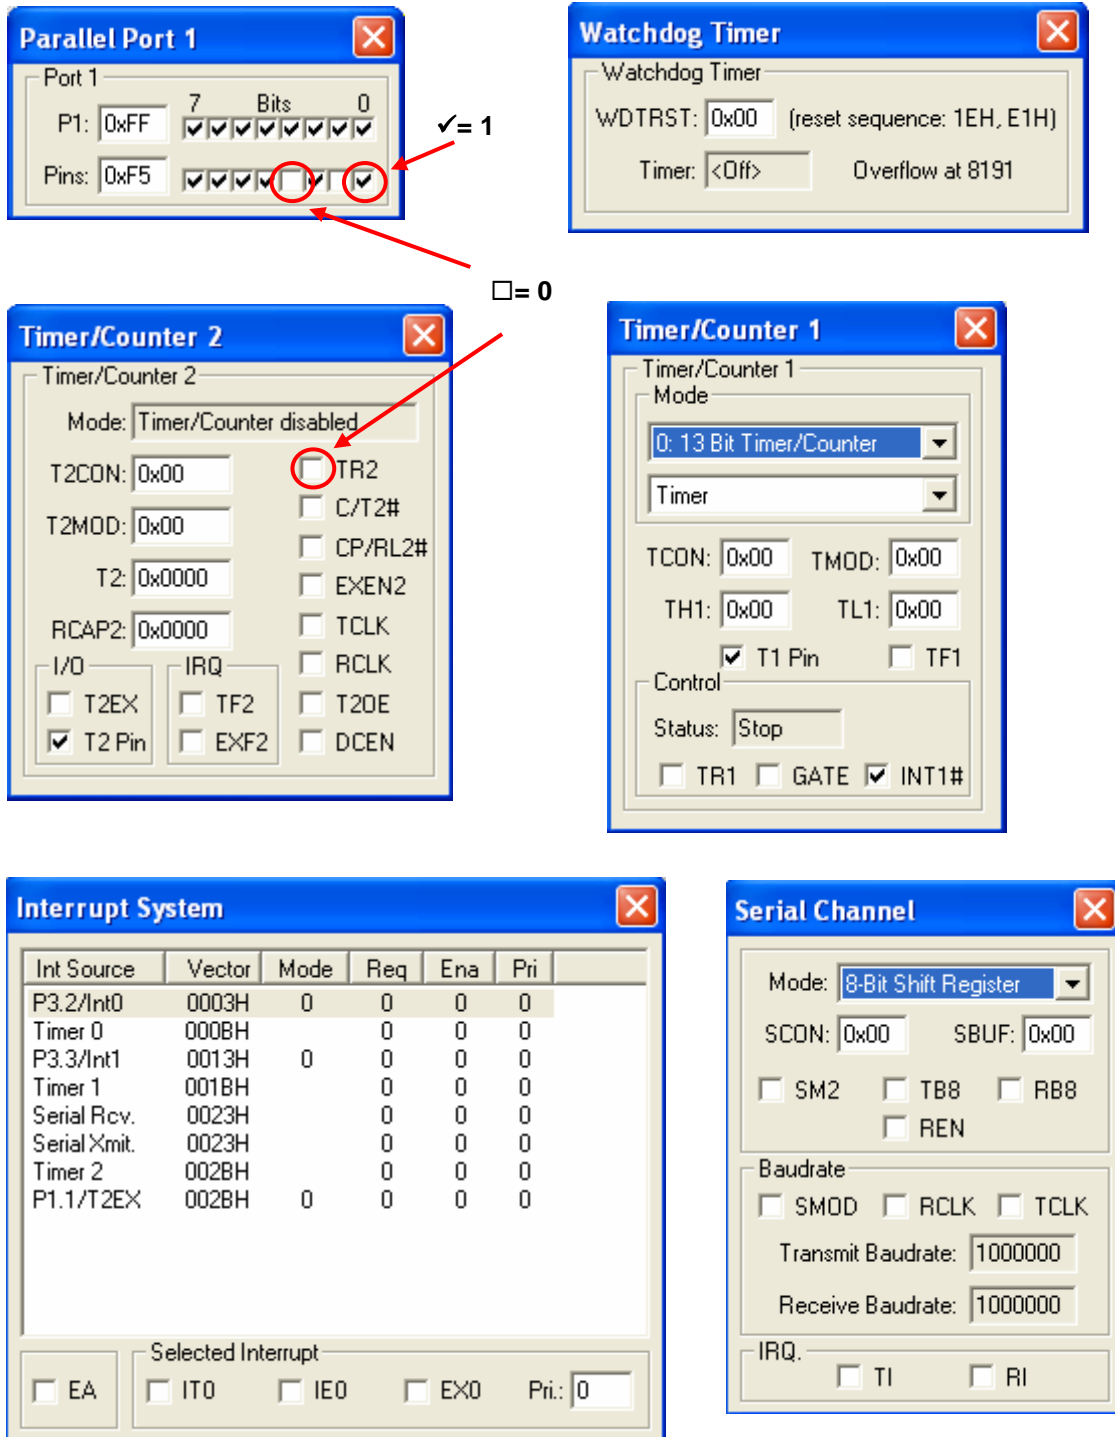 Parallel Port 1
Port 1
7 Bits 0
P1: 0xFF
Pins: 0xF5
✓= 1
Watchdog Timer
Watchdog Timer
WDTRST: 0x00 (reset sequence: 1EH, E1H)
Timer: <Off> Overflow at 8191
□= 0
Timer/Counter 2
Timer/Counter 2
Mode: Timer/Counter disabled
T2CON: 0x00
T2MOD: 0x00
T2: 0x0000
RCAP2: 0x0000
TR2
C/T2#
CP/RL2#
EXEN2
TCLK
RCLK
T2OE
DCEN
I/O
T2EX
T2 Pin
IRQ
TF2
EXF2
Timer/Counter 1
Timer/Counter 1
Mode
0: 13 Bit Timer/Counter
Timer
TCON: 0x00 TMOD: 0x00
TH1: 0x00 TL1: 0x00
T1 Pin TF1
Control
Status: Stop
TR1 GATE INT1#
Interrupt System
Int Source Vector Mode Req Ena Pri
P3.2/Int0 0003H 0 0 0 0
Timer 0 000BH 0 0 0
P3.3/Int1 0013H 0 0 0 0
Timer 1 001BH 0 0 0
Serial Rcv. 0023H 0 0 0
Serial Xmit. 0023H 0 0 0
Timer 2 002BH 0 0 0
P1.1/T2EX 002BH 0 0 0 0
Selected Interrupt
EA IT0 IE0 EX0 Pri.: 0
Serial Channel
Mode: 8-Bit Shift Register
SCON: 0x00 SBUF: 0x00
SM2 TB8 RB8
REN
Baudrate
SMOD RCLK TCLK
Transmit Baudrate: 1000000
Receive Baudrate: 1000000
IRQ.
TI RI